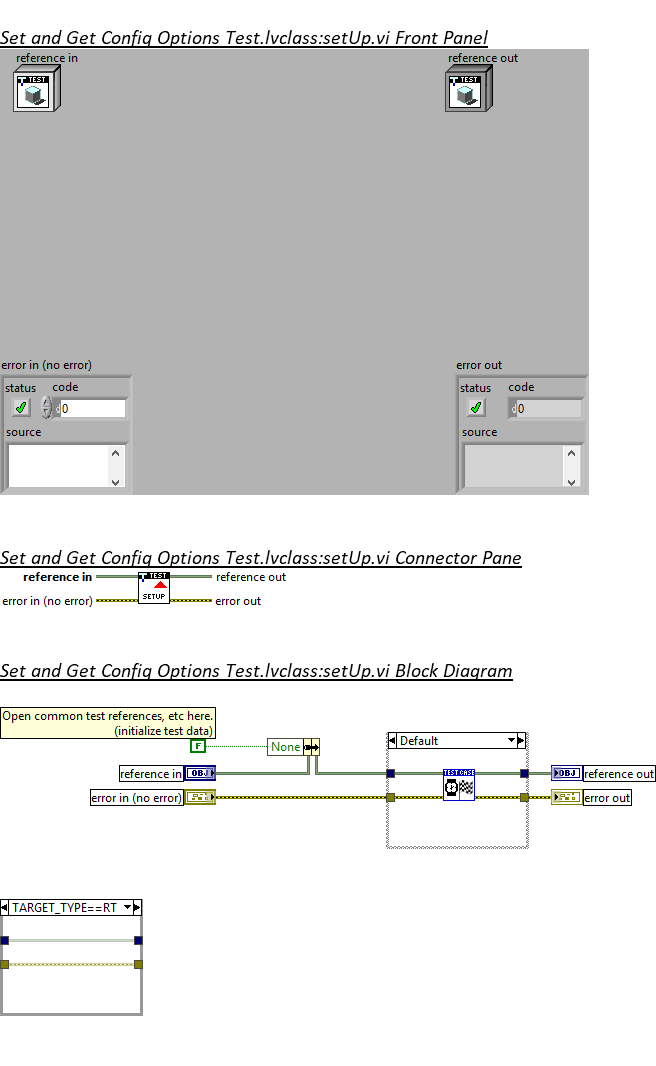 Set and Get Config Options Test.lvclass:setUp.vi Front Panel
reference in
reference out
TEST
TEST
error in (no error)
error out
status code
status code
d 0
d 0
source
source
Set and Get Config Options Test.lvclass:setUp.vi Connector Pane
reference in
TEST
reference out
error in (no error)
SETUP
error out
Set and Get Config Options Test.lvclass:setUp.vi Block Diagram
Open common test references, etc here.
(initialize test data)
F
None
Default
reference in
OBJ
TEST CASE
OBJ
reference out
error in (no error)
error out
TARGET_TYPE==RT